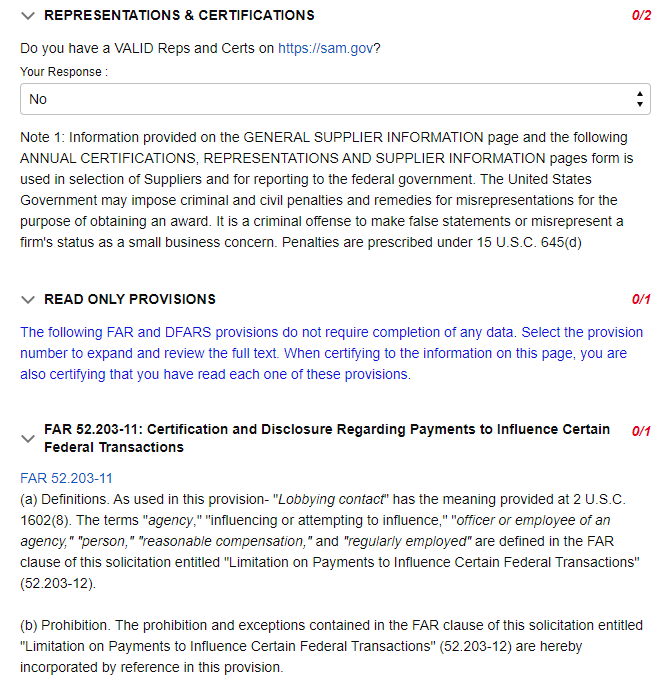 REPRESENTATIONS & CERTIFICATIONS 0/2
Do you have a VALID Reps and Certs on https://sam.gov?
Your Response :
No
Note 1: Information provided on the GENERAL SUPPLIER INFORMATION page and the following
ANNUAL CERTIFICATIONS, REPRESENTATIONS AND SUPPLIER INFORMATION pages form is
used in selection of Suppliers and for reporting to the federal government. The United States
Government may impose criminal and civil penalties and remedies for misrepresentations for the
purpose of obtaining an award. It is a criminal offense to make false statements or misrepresent a
firm's status as a small business concern. Penalties are prescribed under 15 U.S.C. 645(d)
READ ONLY PROVISIONS 0/1
The following FAR and DFARS provisions do not require completion of any data. Select the provision
number to expand and review the full text. When certifying to the information on this page, you are
also certifying that you have read each one of these provisions.
FAR 52.203-11: Certification and Disclosure Regarding Payments to Influence Certain 0/1
Federal Transactions
FAR 52.203-11
(a) Definitions. As used in this provision- "Lobbying contact" has the meaning provided at 2 U.S.C.
1602(8). The terms "agency," "influencing or attempting to influence," "officer or employee of an
agency," "person," "reasonable compensation," and "regularly employed" are defined in the FAR
clause of this solicitation entitled "Limitation on Payments to Influence Certain Federal Transactions"
(52.203-12).
(b) Prohibition. The prohibition and exceptions contained in the FAR clause of this solicitation entitled
"Limitation on Payments to Influence Certain Federal Transactions" (52.203-12) are hereby
incorporated by reference in this provision.